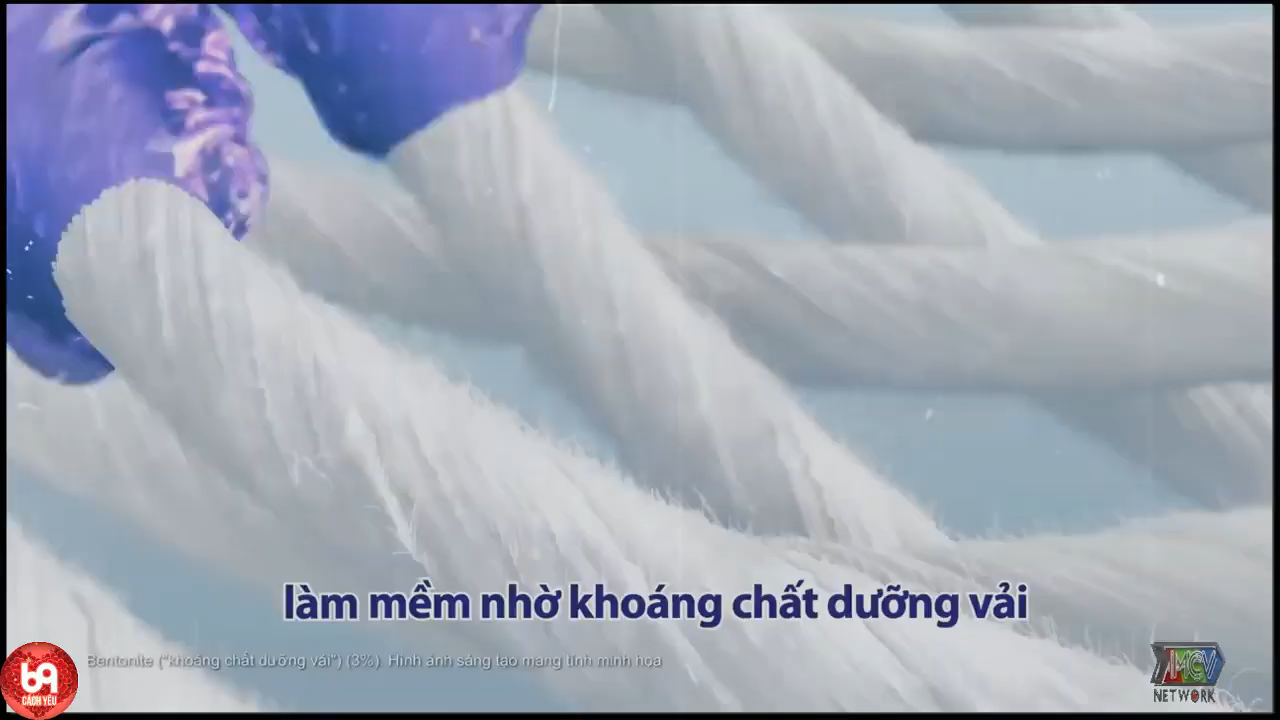 làm mềm nhờ khoáng chất dưỡng vải
Bentonite ("khoáng chất dưỡng vải") (3%) Hình ảnh sáng tạo mang tính minh họa
69
CÁCH YÊU
MCV
NETWORK